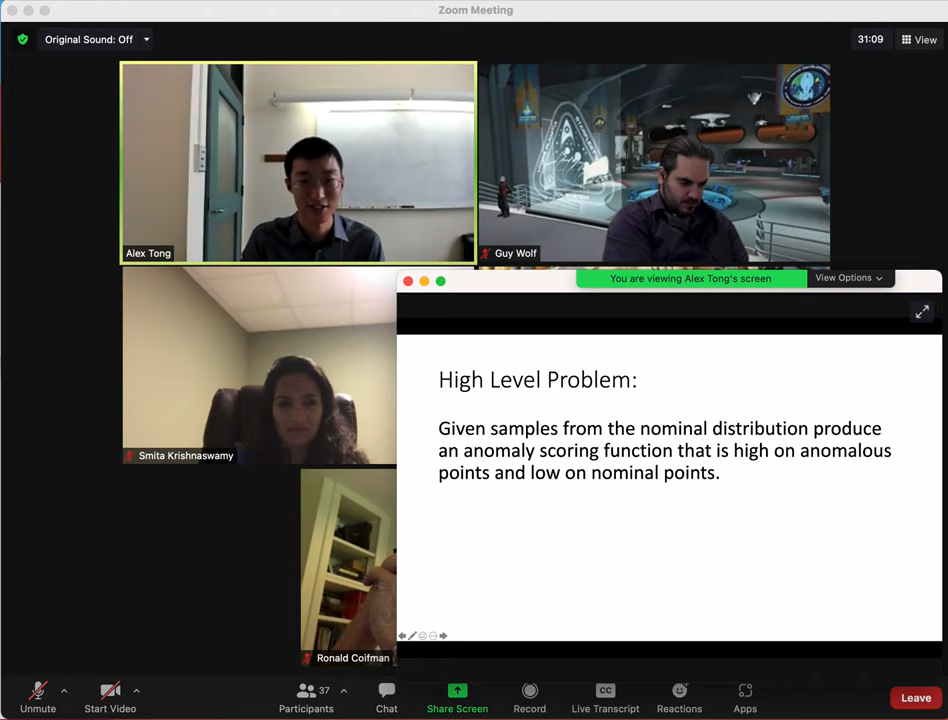 Zoom Meeting
Original Sound: Off
31:09
View
Alex Tong
Guy Wolf
You are viewing Alex Tong's screen
View Options
High Level Problem:
Given samples from the nominal distribution produce
an anomaly scoring function that is high on anomalous
points and low on nominal points.
Smita Krishnaswamy
Ronald Coifman
37
CC
Unmute
Start Video
Participants
Chat
Share Screen
Record
Live Transcript
Reactions
Apps
Leave